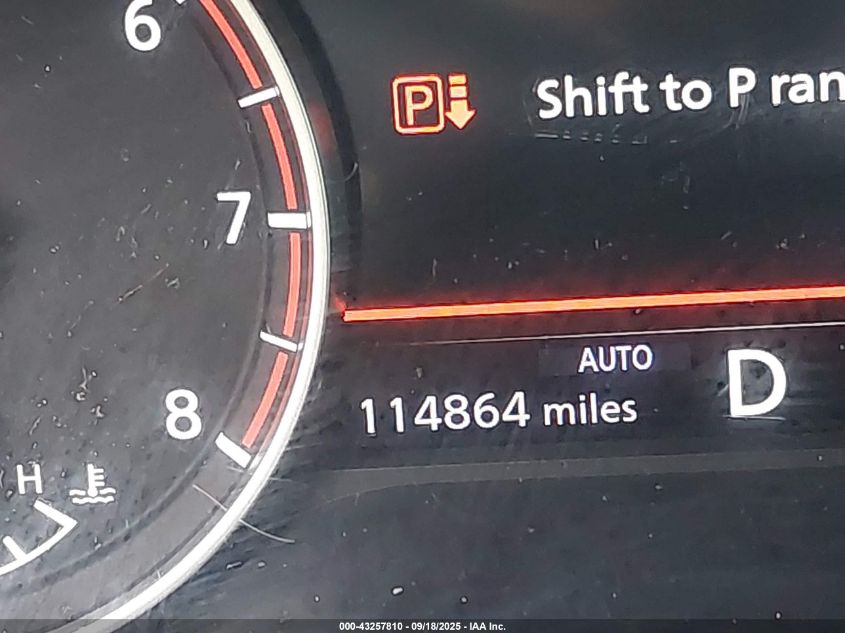 6
P Shift to P ran
7
AUTO
D
114864 miles
8
H
000-43257810 - 09/18/2025 - IAA Inc.